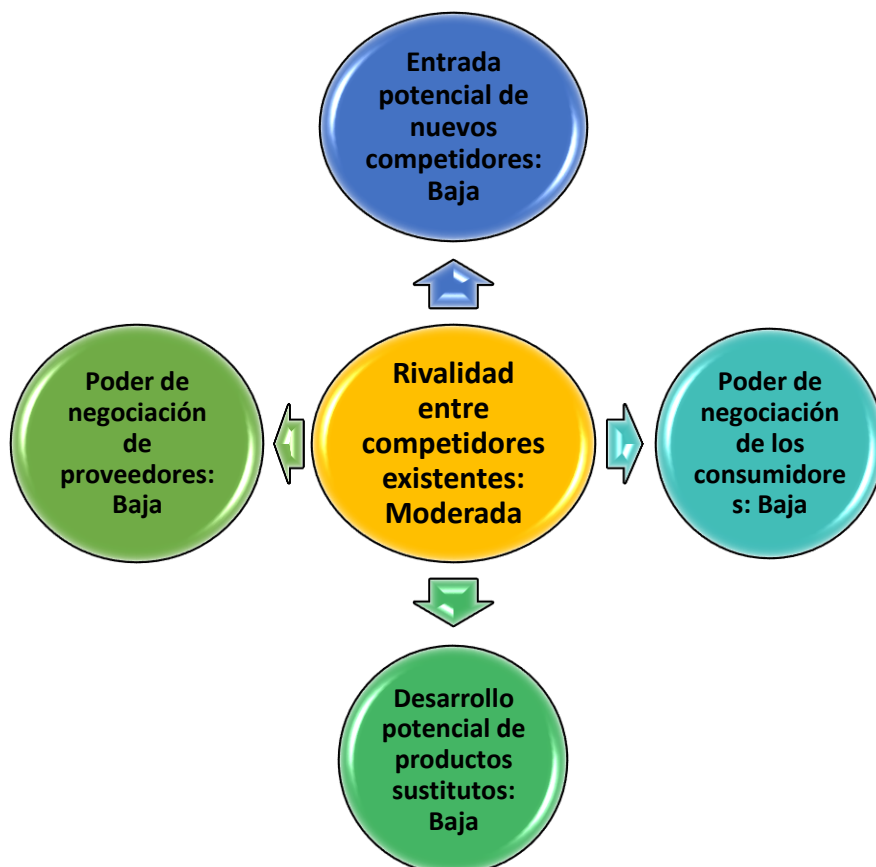 Entrada
potencial de
nuevos
competidores:
Baja
Poder de
negociación
de
proveedores:
Baja
Rivalidad
entre
competidores
existentes:
Moderada
Poder de
negociación
de los
consumidore
s: Baja
Desarrollo
potencial de
productos
sustitutos:
Baja